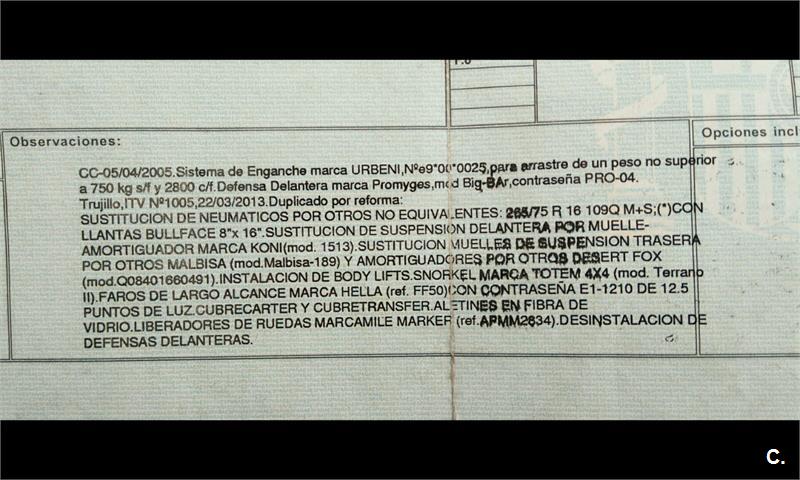 Observaciones:
Opciones incl
CC-05/04/2005.Sistema de Enganche marca URBENI,Nºe9*00*0025,para arrastre de un peso no superior
a 750 kg s/f y 2800 c/f.Defensa Delantera marca Promyges,mod Big-BAr,contraseña PRO-04.
Trujillo,ITV Nº1005,22/03/2013.Duplicado por reforma:
SUSTITUCION DE NEUMATICOS POR OTROS NO EQUIVALENTES: 265/75 R 16 109Q M+S;(*)CON
LLANTAS BULLFACE 8"x 16".SUSTITUCION DE SUSPENSION DELANTERA POR MUELLE-
AMORTIGUADOR MARCA KONI(mod. 1513).SUSTITUCION MUELLES DE SUSPENSION TRASERA
POR OTROS MALBISA (mod.Malbisa-189) Y AMORTIGUADORES POR OTROS DESERT FOX
(mod.Q08401660491).INSTALACION DE BODY LIFTS.SNORKEL MARCA TOTEM 4X4 (mod. Terrano
II).FAROS DE LARGO ALCANCE MARCA HELLA (ref. FF50)CON CONTRASEÑA E1-1210 DE 12.5
PUNTOS DE LUZ.CUBRECARTER Y CUBRETRANSFER.ALETINES EN FIBRA DE
VIDRIO.LIBERADORES DE RUEDAS MARCAMILE MARKER (ref.APMM2634).DESINSTALACION DE
DEFENSAS DELANTERAS.
C.